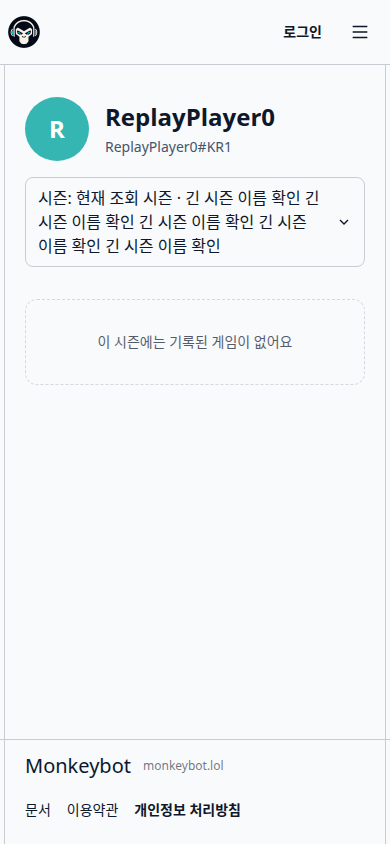 로그인
R
ReplayPlayer0
ReplayPlayer0#KR1
시즌: 현재 조회 시즌 · 긴 시즌 이름 확인 긴
시즌 이름 확인 긴 시즌 이름 확인 긴 시즌
이름 확인 긴 시즌 이름 확인
이 시즌에는 기록된 게임이 없어요
Monkeybot monkeybot.lol
문서 이용약관 개인정보 처리방침